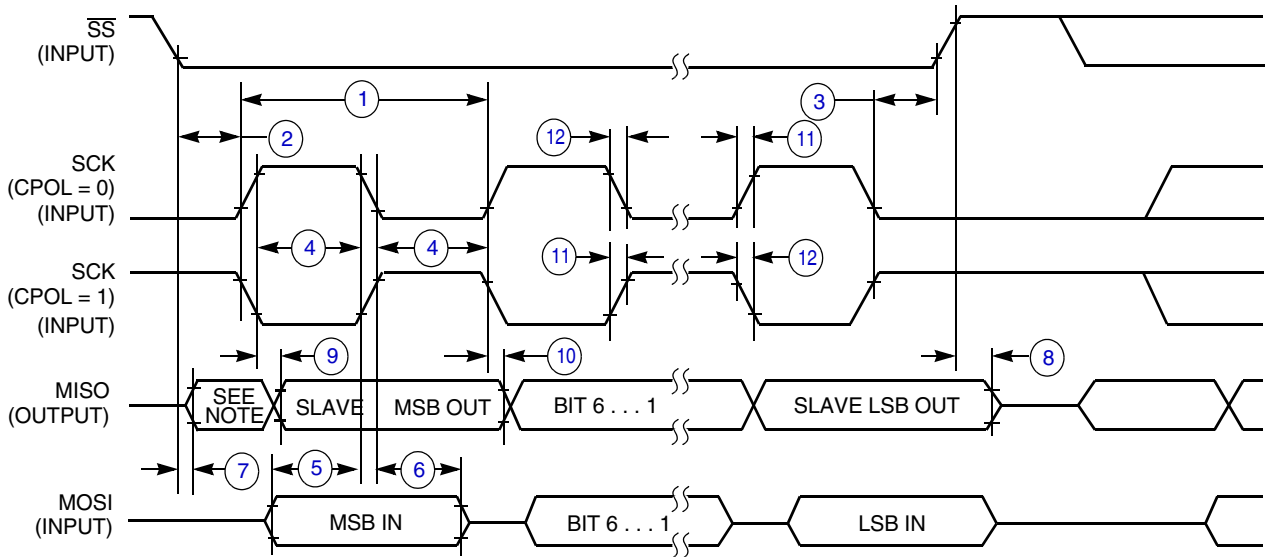 SS
(INPUT)
1
3
2
12
11
SCK
(CPOL = 0)
(INPUT)
4
4
11
12
SCK
(CPOL = 1)
(INPUT)
9
10
8
MISO
(OUTPUT)
SEE
NOTE
SLAVE
MSB OUT
BIT 6 . . . 1
SLAVE LSB OUT
7
5
6
MOSI
(INPUT)
MSB IN
BIT 6 . . . 1
LSB IN